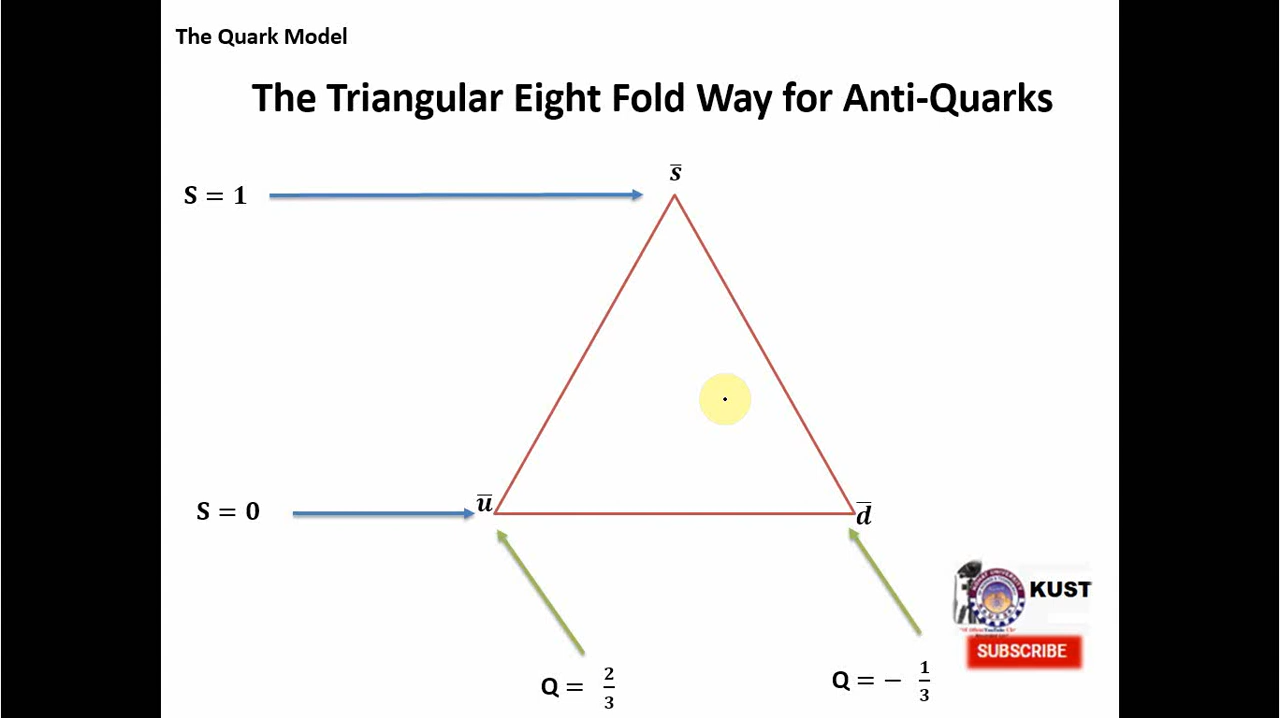 The Quark Model
The Triangular Eight Fold Way for Anti-Quarks
s̅
S = 1
u̅
d̅
S = 0
KUST
SUBSCRIBE
Q = 2/3
Q = − 1/3